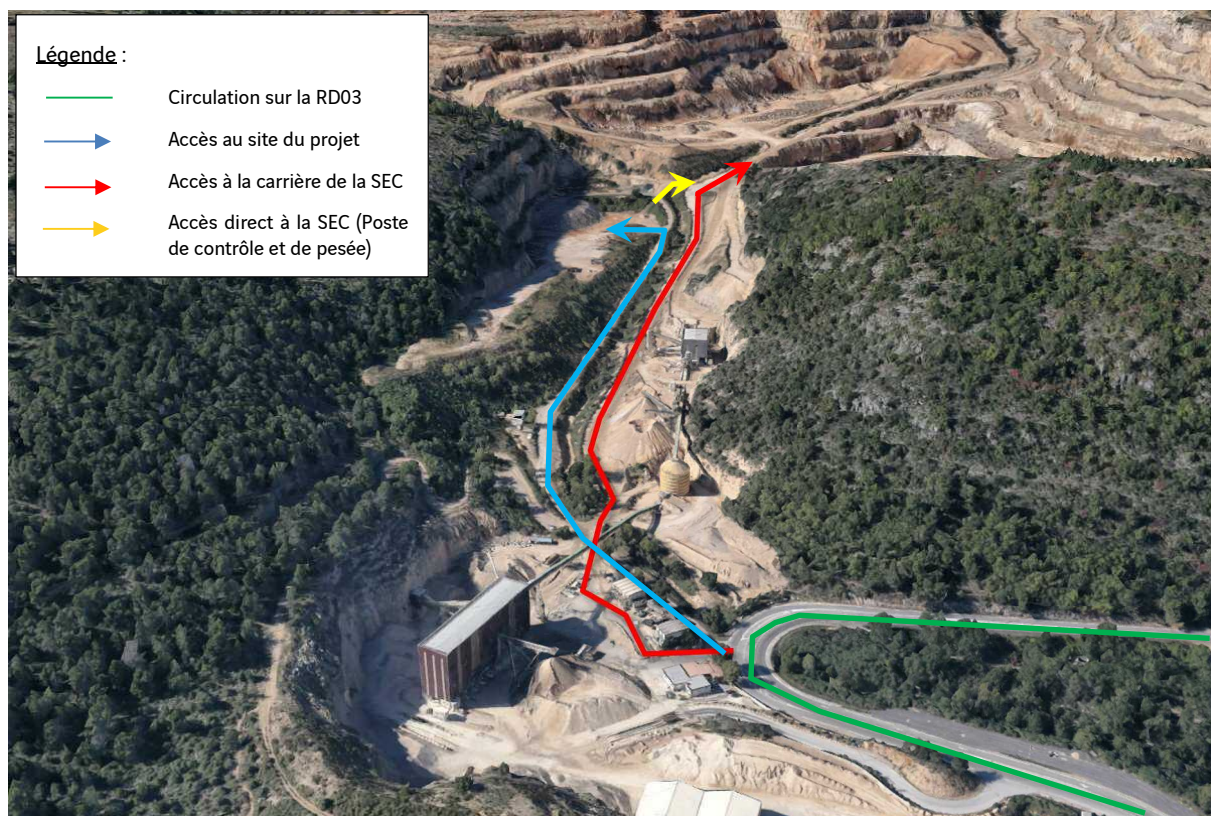 Légende :
Circulation sur la RD03
Accès au site du projet
Accès à la carrière de la SEC
Accès direct à la SEC (Poste
de contrôle et de pesée)